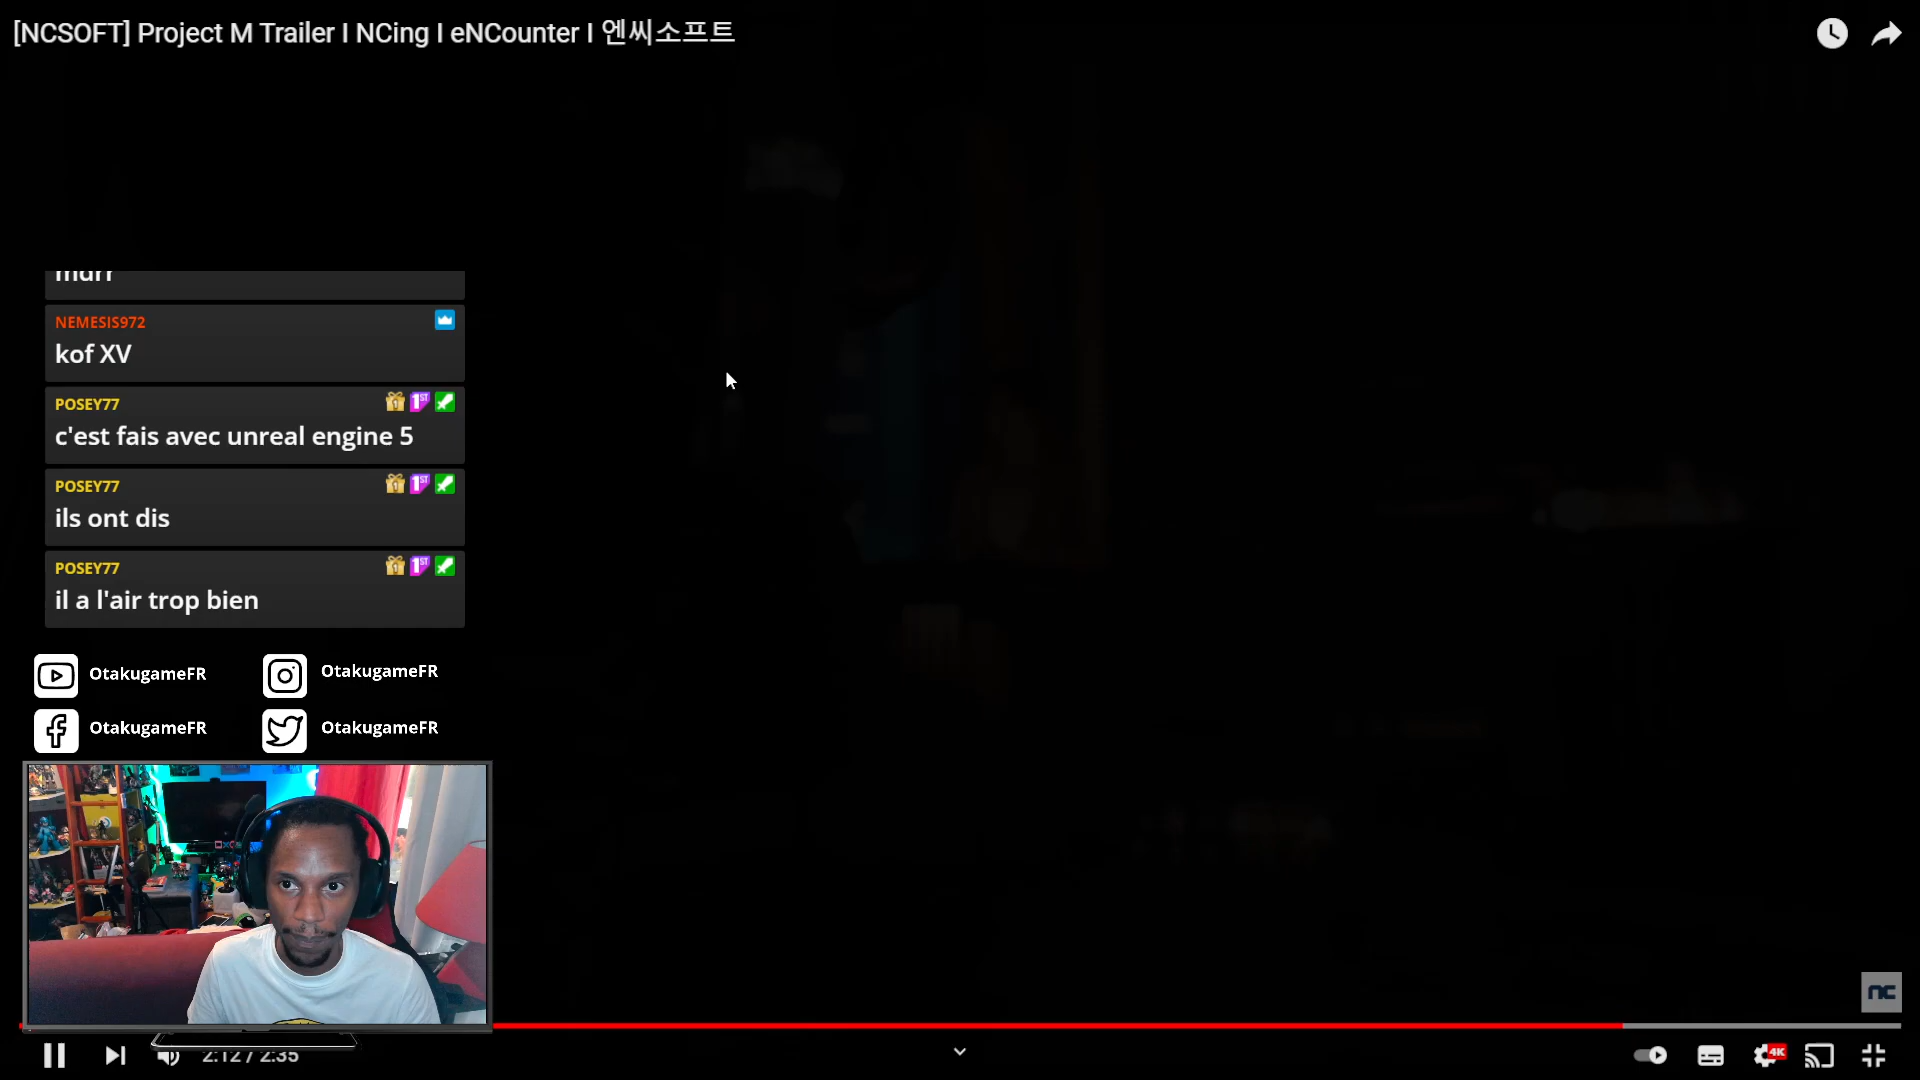 [NCSOFT] Project M Trailer I NCing I eNCounter I 엔씨소프트
murr
NEMESIS972
kof XV
POSEY77
c'est fais avec unreal engine 5
POSEY77
ils ont dis
POSEY77
il a l'air trop bien
OtakugameFR
OtakugameFR
OtakugameFR
OtakugameFR
nc
2:12 / 2:35
4K